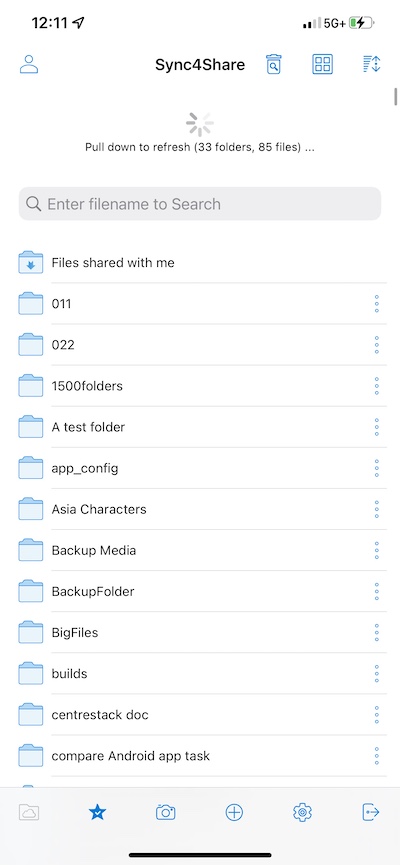 12:11 5G+
Sync4Share
Pull down to refresh (33 folders, 85 files) ...
Enter filename to Search
Files shared with me
011
022
1500folders
A test folder
app_config
Asia Characters
Backup Media
BackupFolder
BigFiles
builds
centrestack doc
compare Android app task